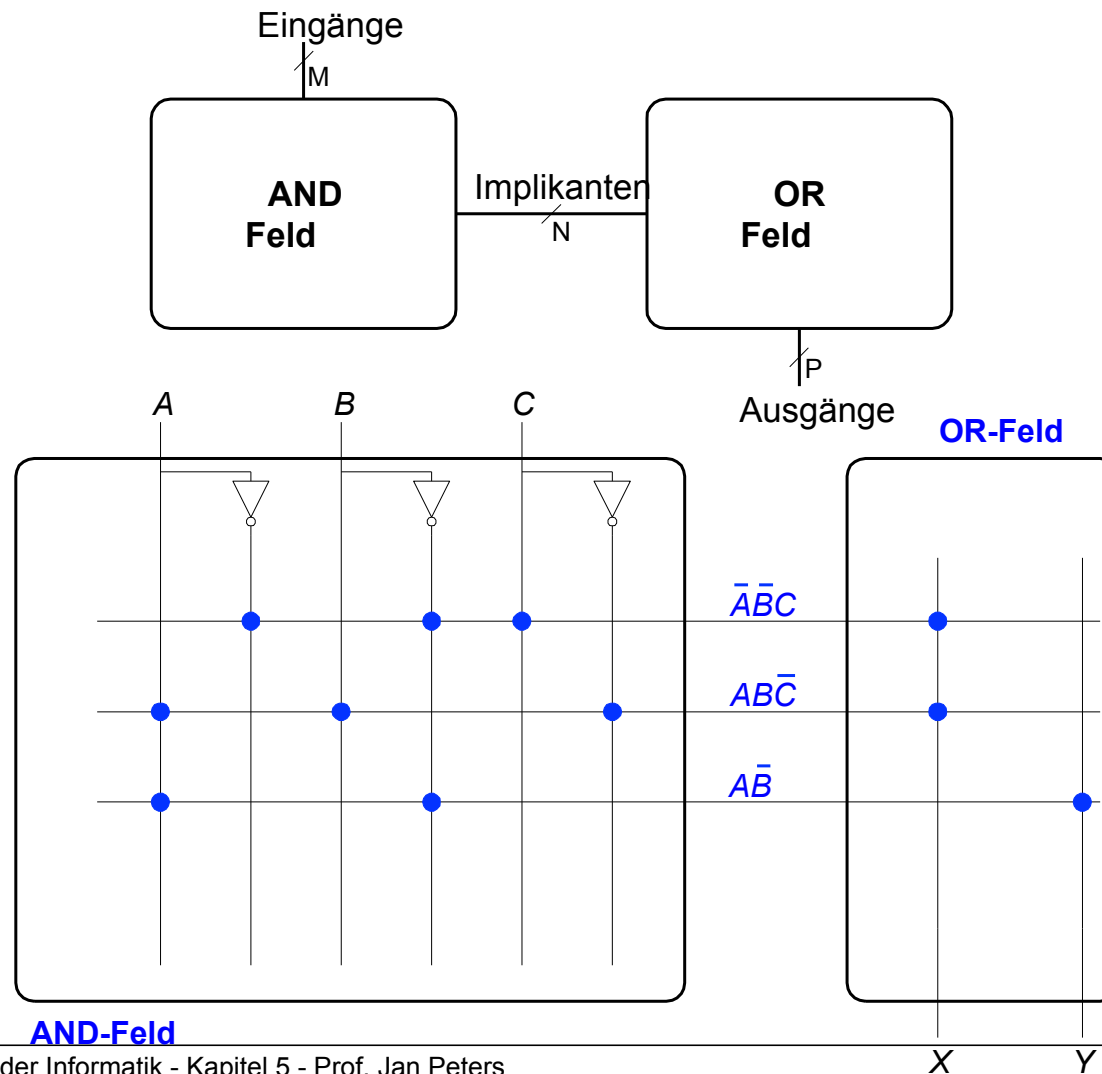 Eingänge
M
AND
Feld
Implikanten
N
OR
Feld
P
Ausgänge
A B C
OR-Feld
A̅B̅C
ABC̅
AB̅
AND-Feld
X Y
der Informatik - Kapitel 5 - Prof. Jan Peters